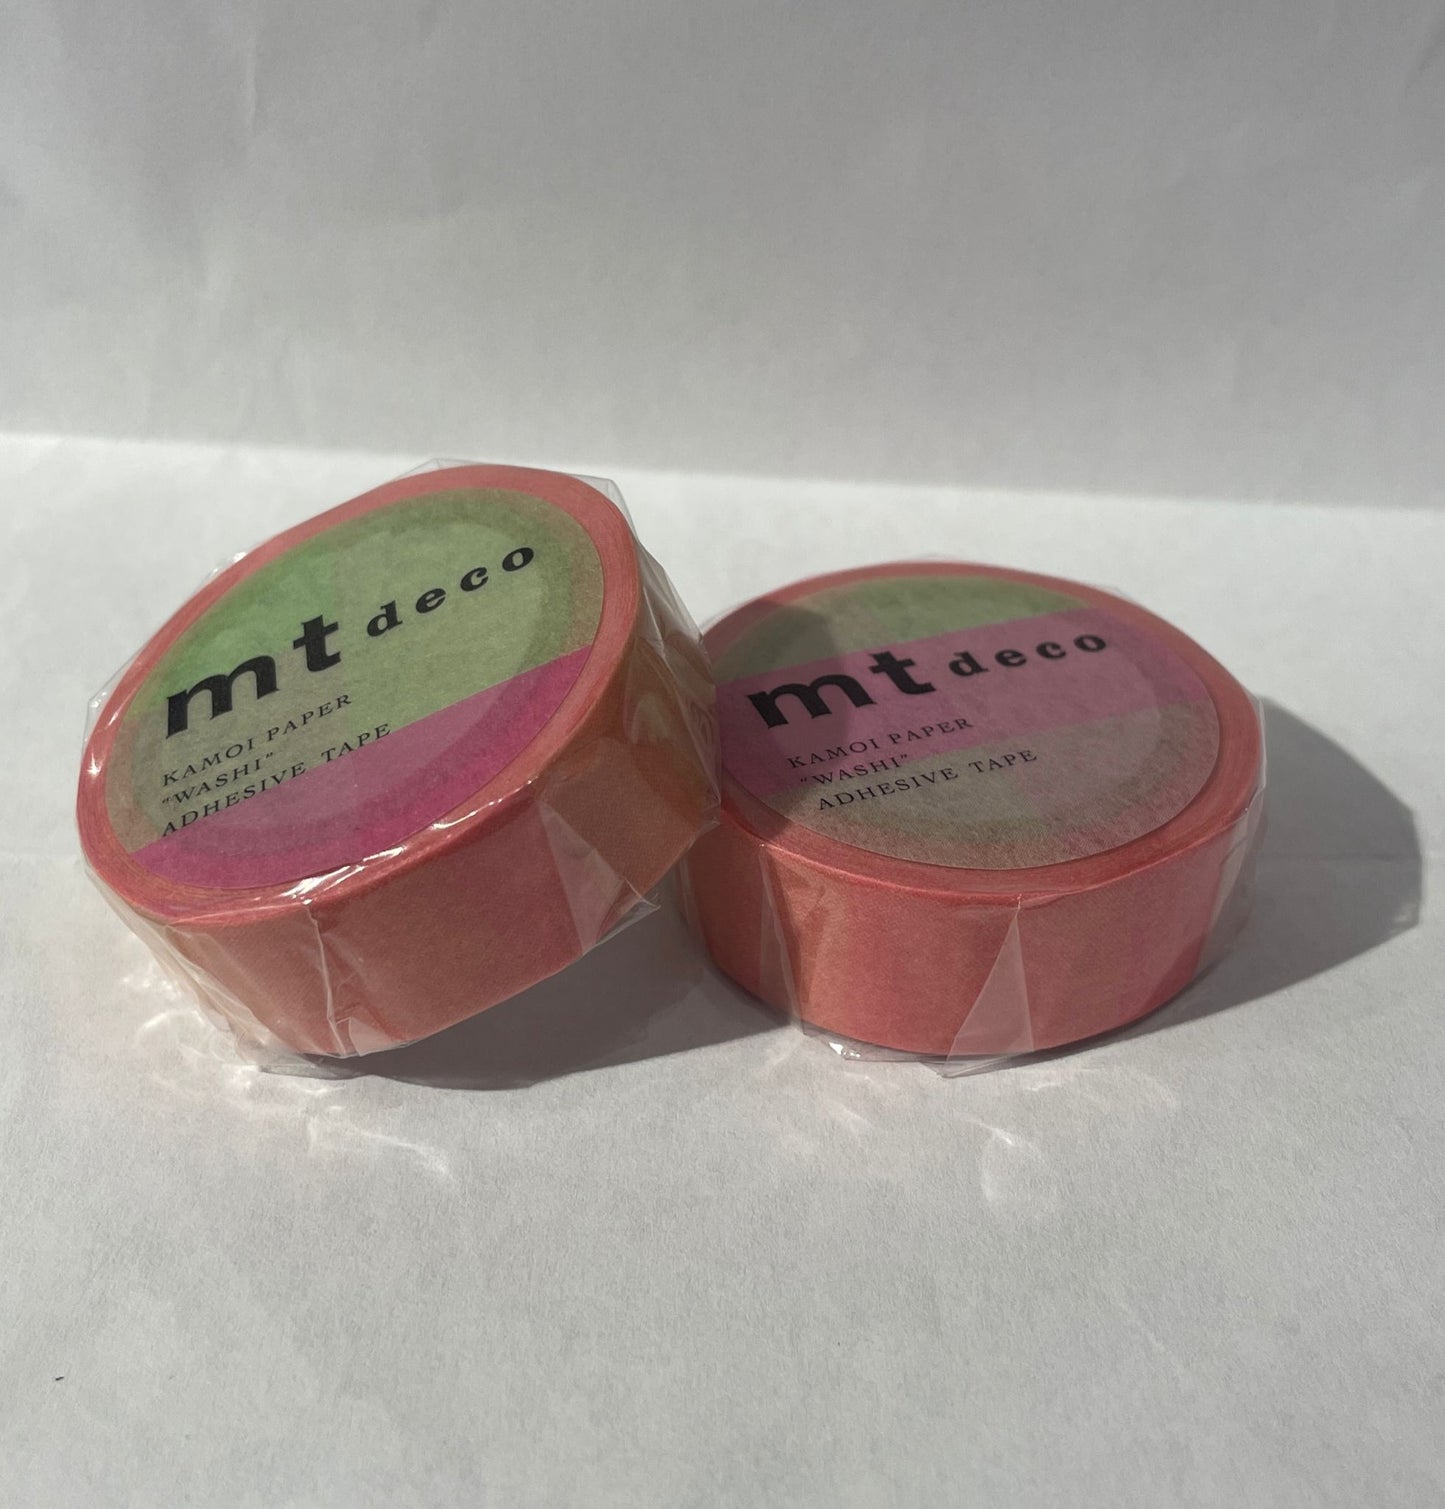 mt deco
KAMOI PAPER
"WASHI"
ADHESIVE TAPE
mt deco
KAMOI PAPER
"WASHI"
ADHESIVE TAPE